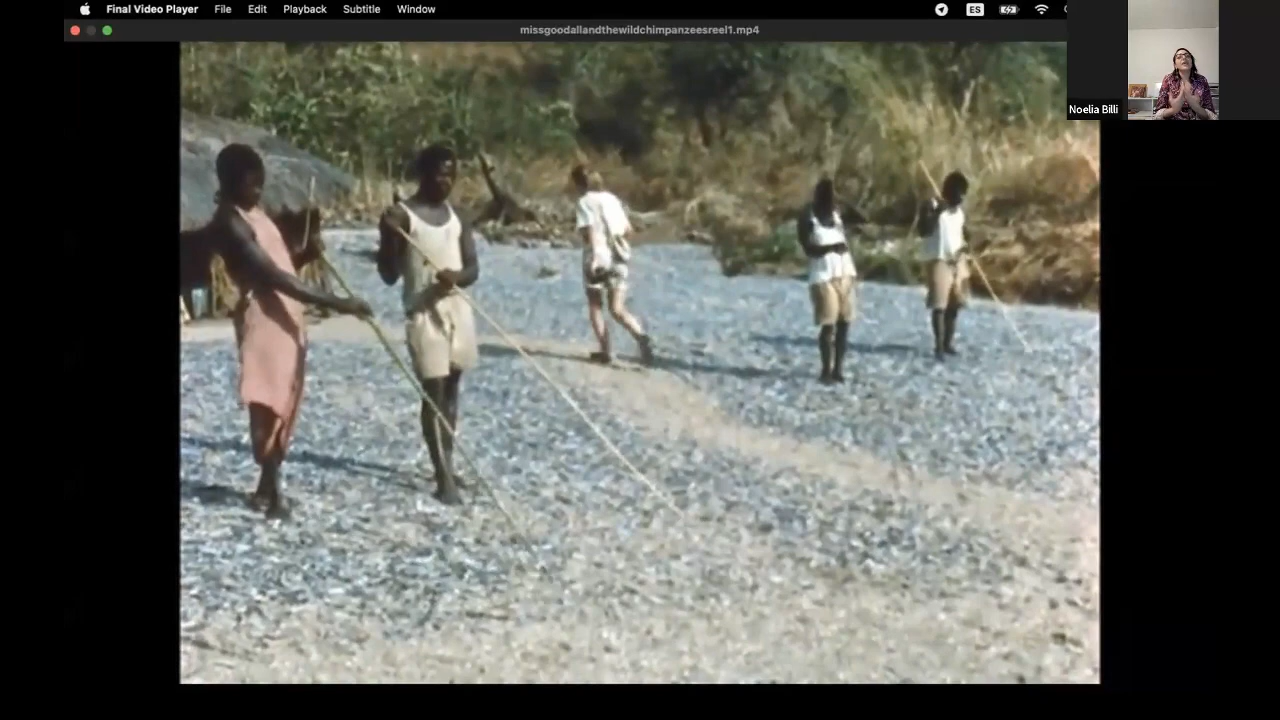 Final Video Player File Edit Playback Subtitle Window ES
missgoodallandthewildchimpanzeesreel1.mp4
Noelia Billi